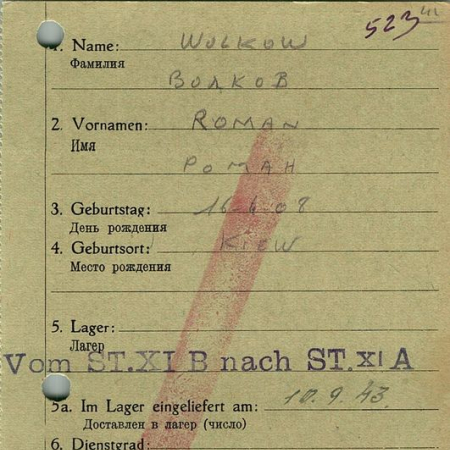 523
1. Name: WOLKOW
Фамилия
ВОЛКОВ
2. Vornamen: ROMAN
Имя
РОМАН
3. Geburtstag: 16-4-08
День рождения
4. Geburtsort: KIEW
Место рождения
5. Lager:
Лагерь
Vom ST.XI B nach ST.XI A
5a. Im Lager eingeliefert am: 10.9.43.
Доставлен в лагер (число)
6. Dienstgrad: